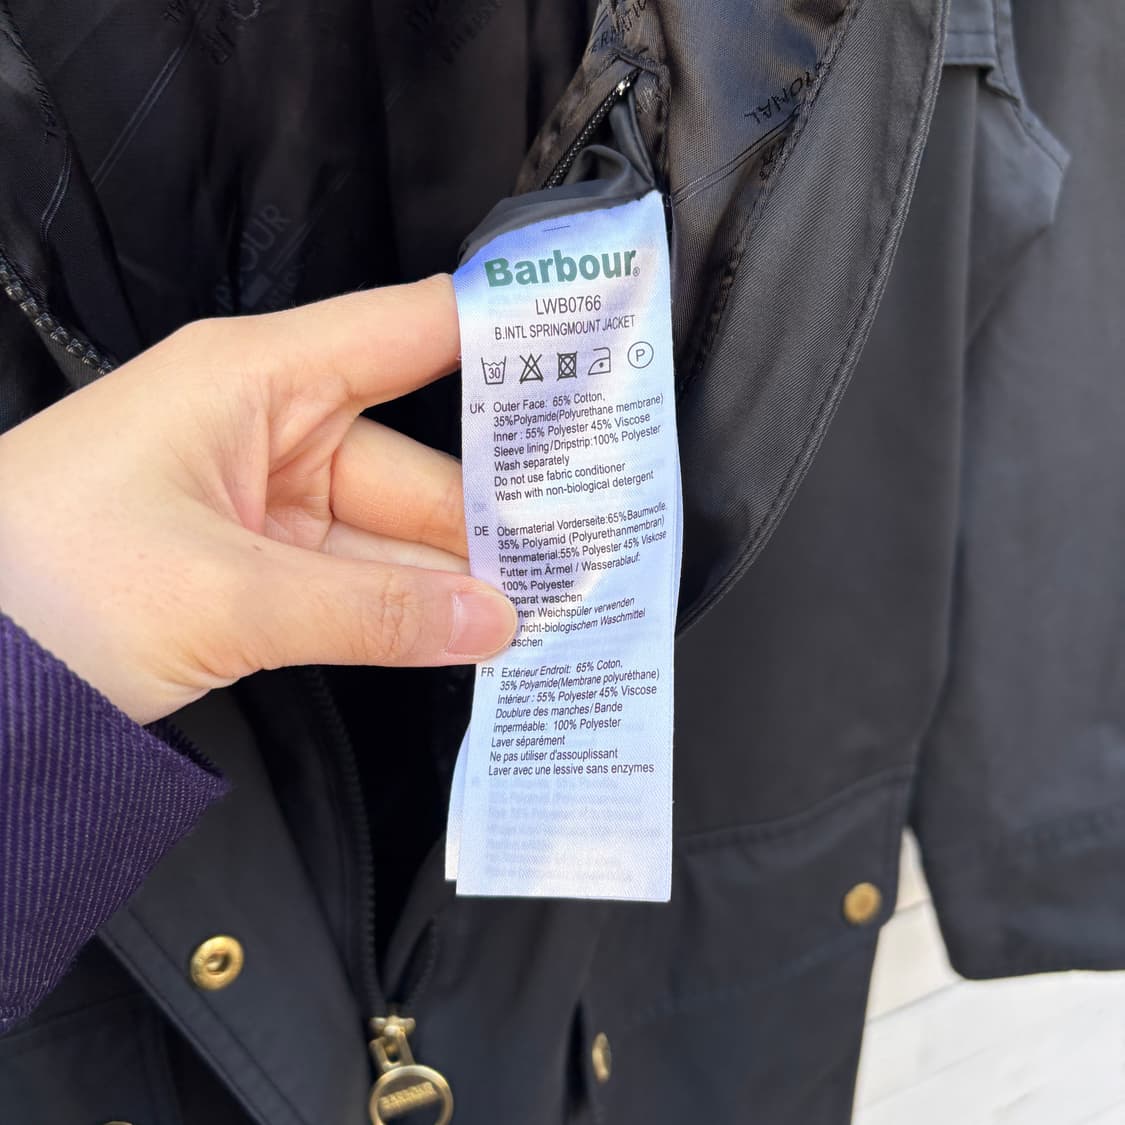 Barbour®
LWB0766
B.INTL SPRINGMOUNT JACKET
30
P
UK Outer Face: 65% Cotton,
35%Polyamide(Polyurethane membrane)
Inner : 55% Polyester 45% Viscose
Sleeve lining/Dripstrip:100% Polyester
Wash separately
Do not use fabric conditioner
Wash with non-biological detergent
DE Obermaterial Vorderseite:65%Baumwolle,
35% Polyamid (Polyurethanmembran)
Innenmaterial:55% Polyester 45% Viskose
Futter im Ärmel / Wasserablauf:
100% Polyester
eparat waschen
nen Weichspüler verwenden
nicht-biologischem Waschmittel
aschen
FR Extérieur Endroit: 65% Coton,
35% Polyamide(Membrane polyuréthane)
Intérieur : 55% Polyester 45% Viscose
Doublure des manches/Bande
imperméable: 100% Polyester
Laver séparément
Ne pas utiliser d'assouplissant
Laver avec une lessive sans enzymes